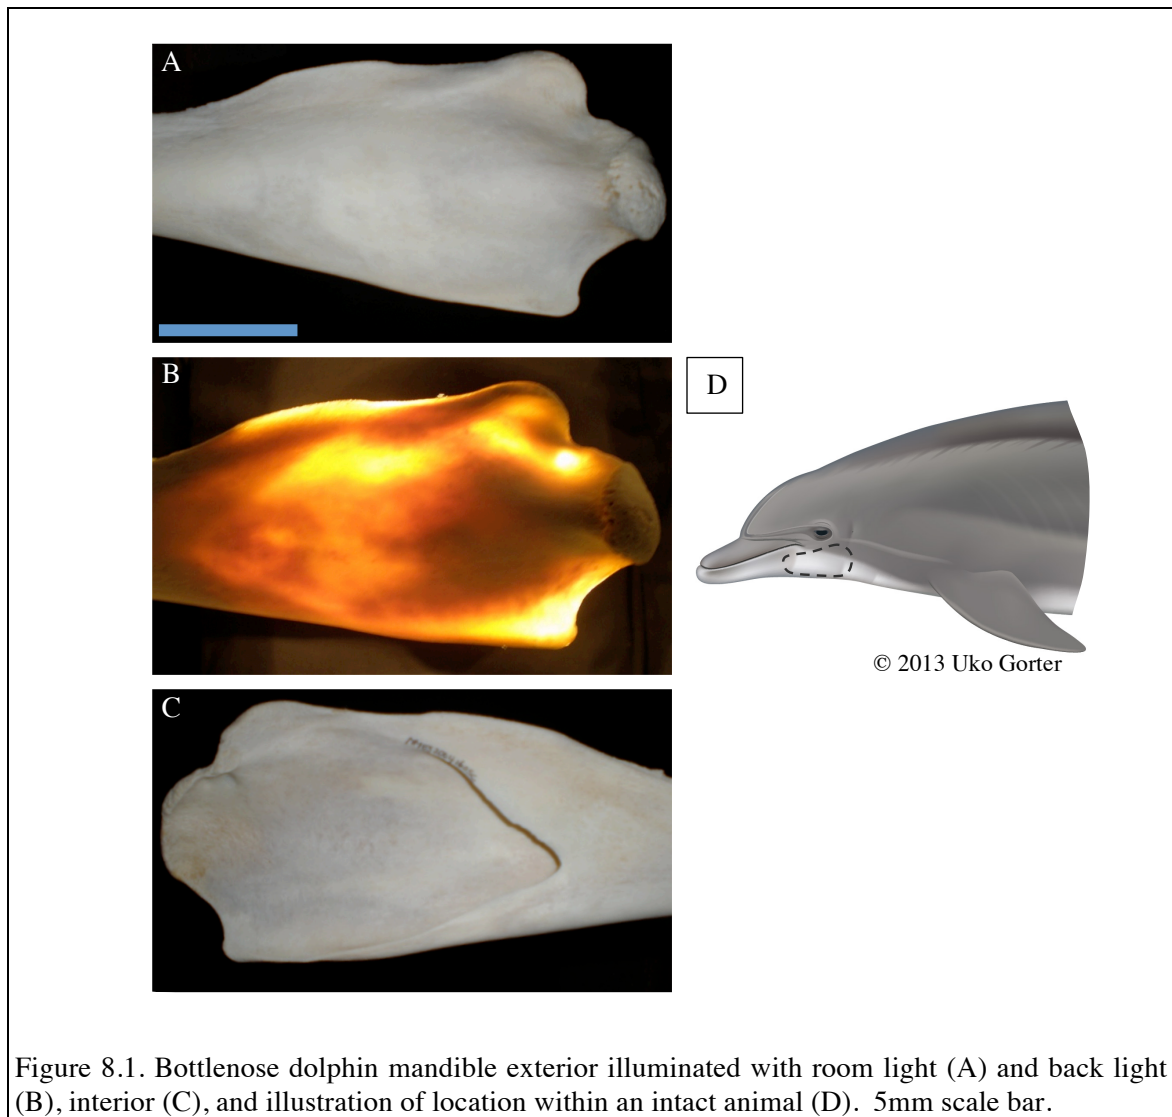 A
B
D
© 2013 Uko Gorter
C
Figure 8.1. Bottlenose dolphin mandible exterior illuminated with room light (A) and back light
(B), interior (C), and illustration of location within an intact animal (D). 5mm scale bar.